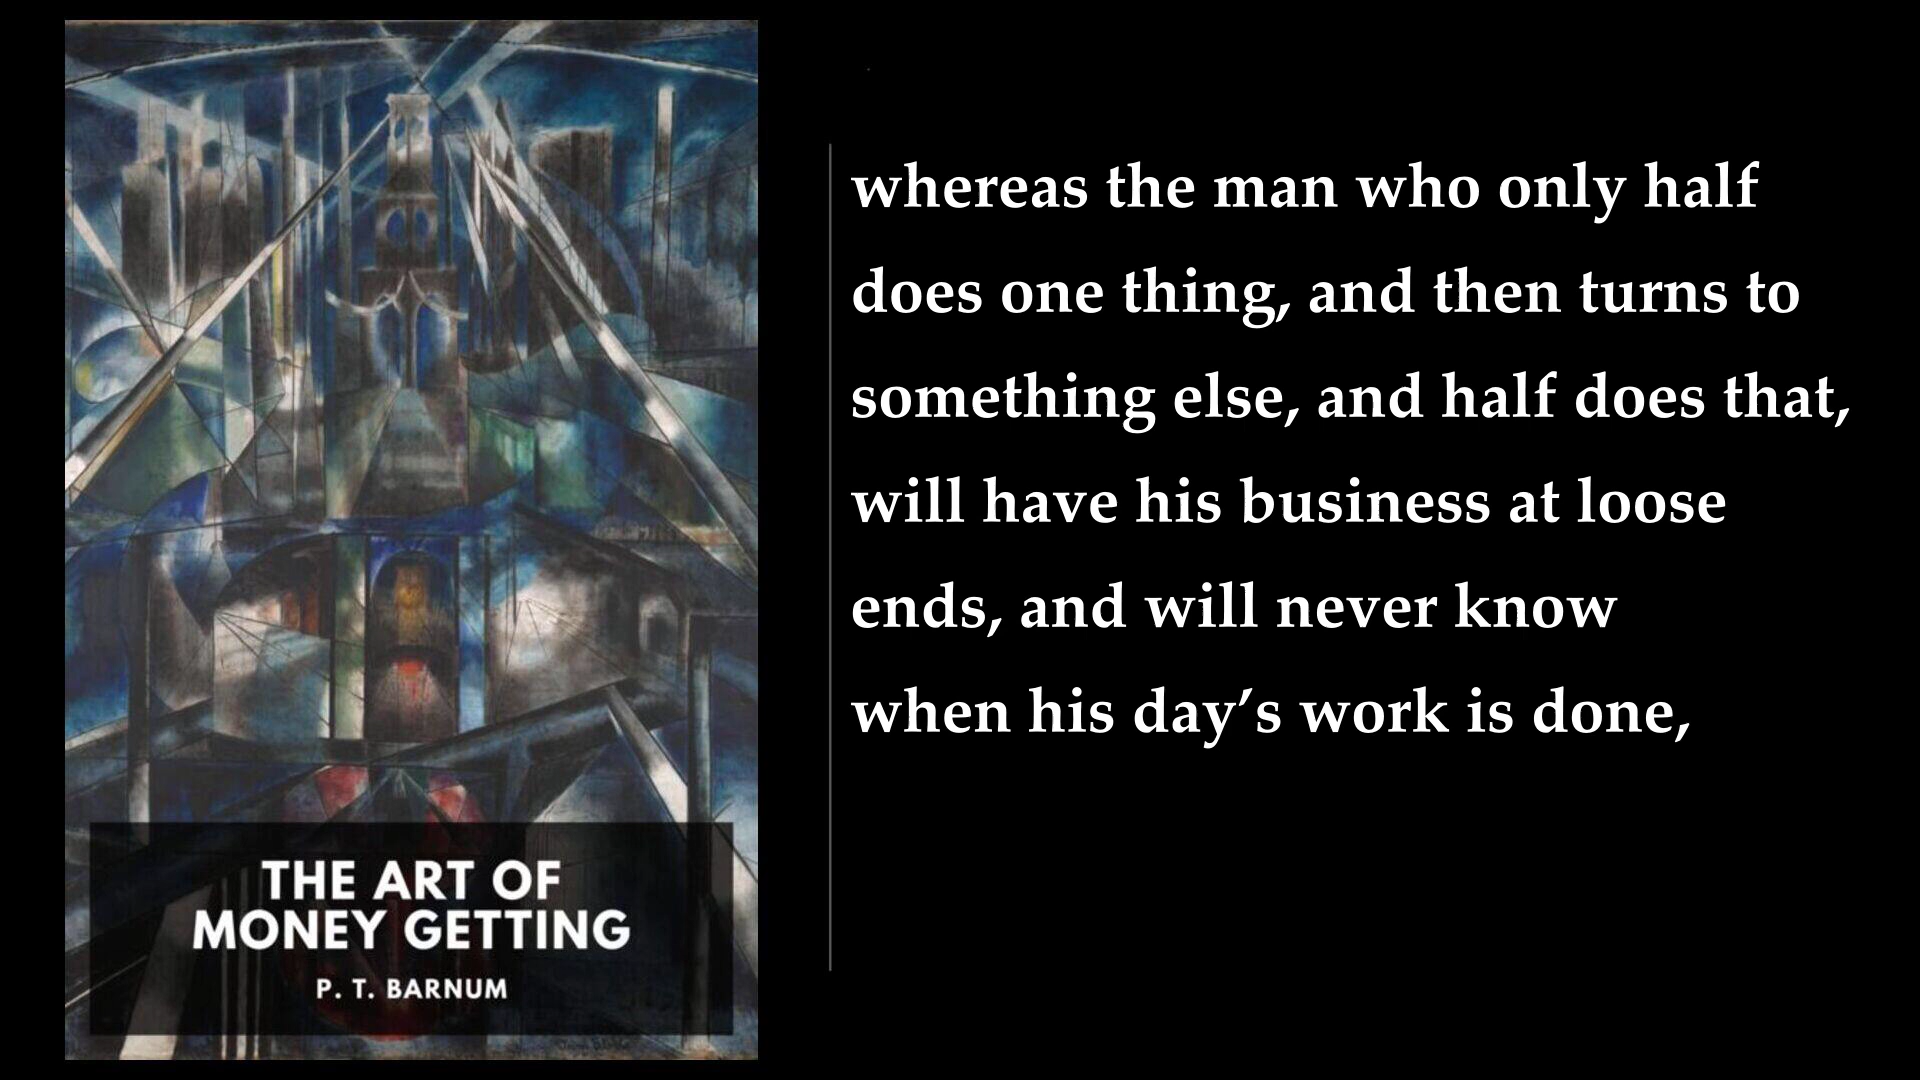 whereas the man who only half
does one thing, and then turns to
something else, and half does that,
will have his business at loose
ends, and will never know
when his day’s work is done,
THE ART OF
MONEY GETTING
P. T. BARNUM